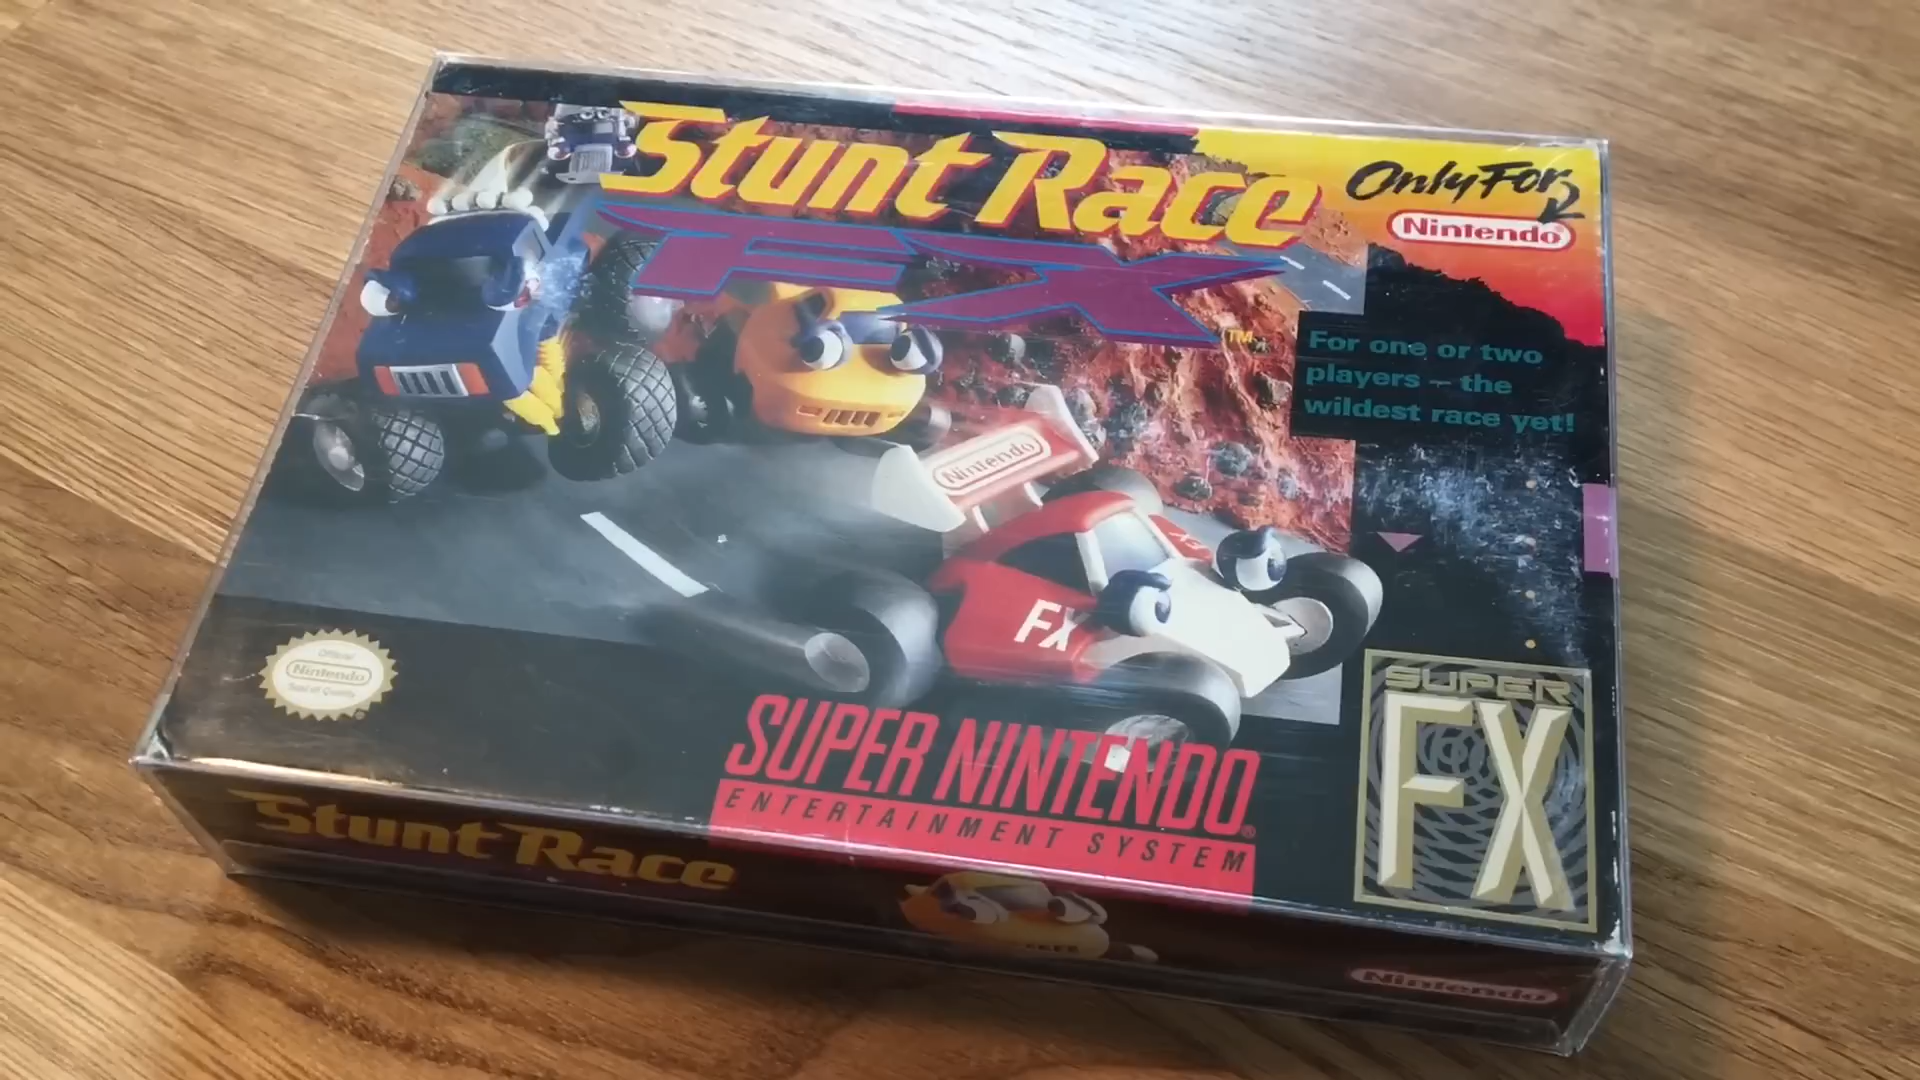 Stunt Race
FX
TM
Only For
Nintendo
For one or two
players – the
wildest race yet!
Nintendo
FX
FX
Official
Nintendo
Seal of Quality
SUPER NINTENDO®
ENTERTAINMENT SYSTEM
SUPER
FX
Stunt Race
Nintendo